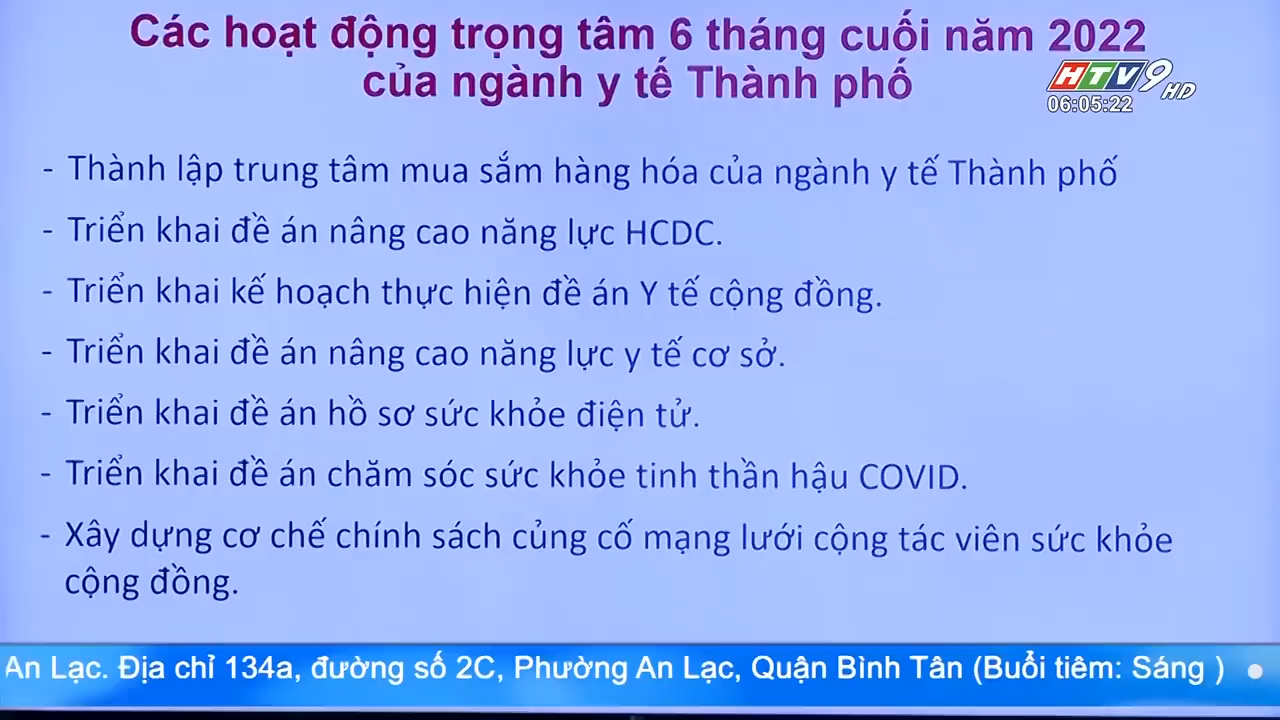 Các hoạt động trọng tâm 6 tháng cuối năm 2022
của ngành y tế Thành phố
HTV9 HD
06:05:22
- Thành lập trung tâm mua sắm hàng hóa của ngành y tế Thành phố
- Triển khai đề án nâng cao năng lực HCDC.
- Triển khai kế hoạch thực hiện đề án Y tế cộng đồng.
- Triển khai đề án nâng cao năng lực y tế cơ sở.
- Triển khai đề án hồ sơ sức khỏe điện tử.
- Triển khai đề án chăm sóc sức khỏe tinh thần hậu COVID.
- Xây dựng cơ chế chính sách củng cố mạng lưới cộng tác viên sức khỏe
cộng đồng.
An Lạc. Địa chỉ 134a, đường số 2C, Phường An Lạc, Quận Bình Tân (Buổi tiêm: Sáng )